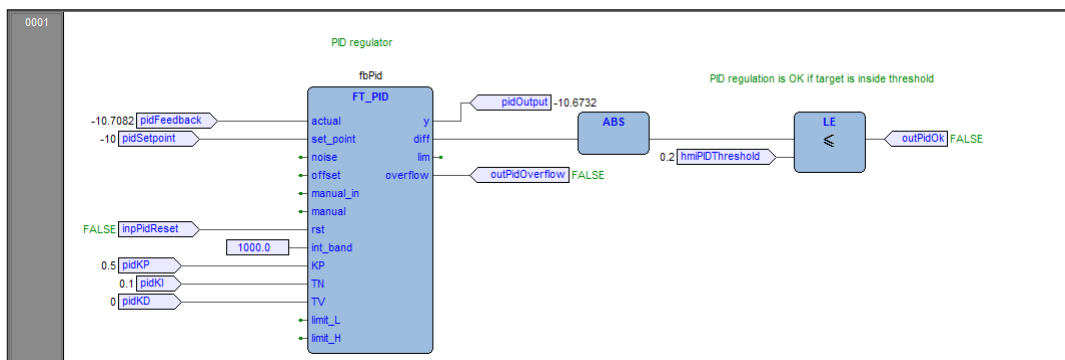 0001
PID regulator
fbPid
PID regulation is OK if target is inside threshold
FT_PID
pidOutput -10.6732
ABS
LE
-10.7082 pidFeedback
actual
y
-10 pidSetpoint
set_point
diff
≤
outPidOk FALSE
noise
lim
0.2 hmiPIDThreshold
offset
overflow
outPidOverflow FALSE
manual_in
manual
FALSE inpPidReset
rst
1000.0
int_band
0.5 pidKP
KP
0.1 pidKI
TN
0 pidKD
TV
limit_L
limit_H